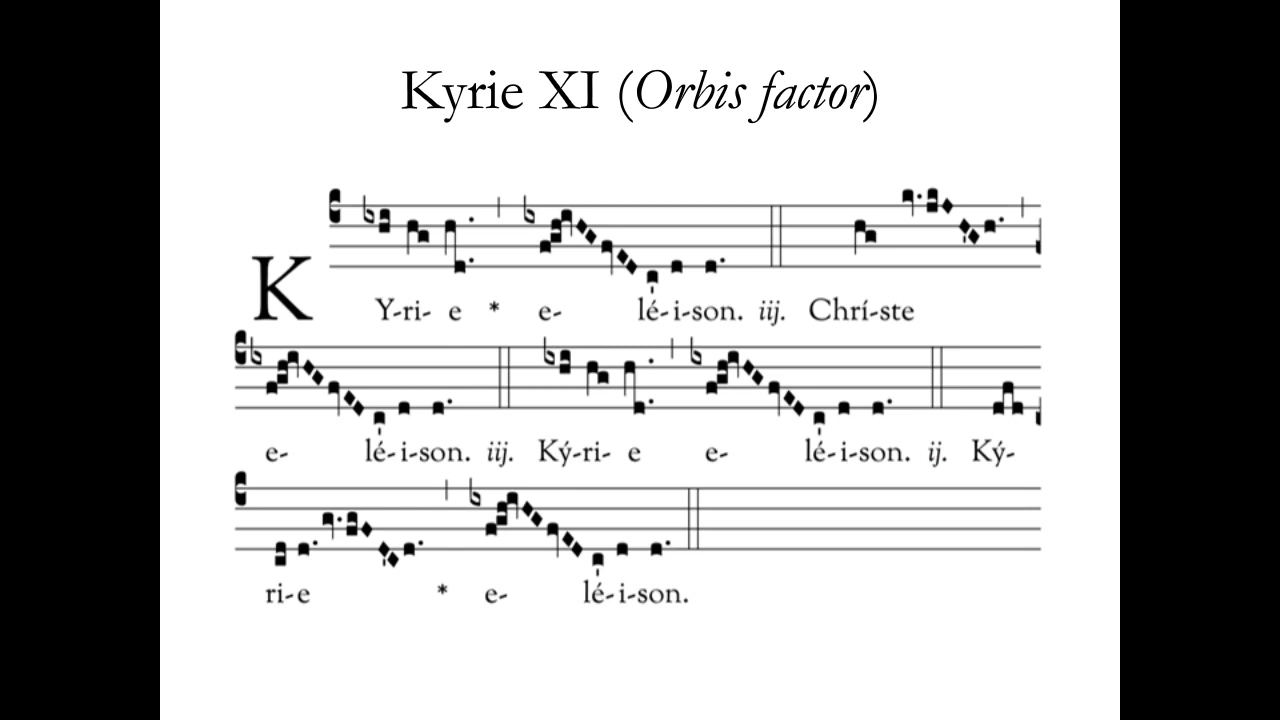 Kyrie XI (Orbis factor)
KY-ri- e * e- lé-i-son. iij. Chrí-ste
e- lé-i-son. iij. Ký-ri- e e- lé-i-son. ij. Ký-
ri-e * e- lé-i-son.